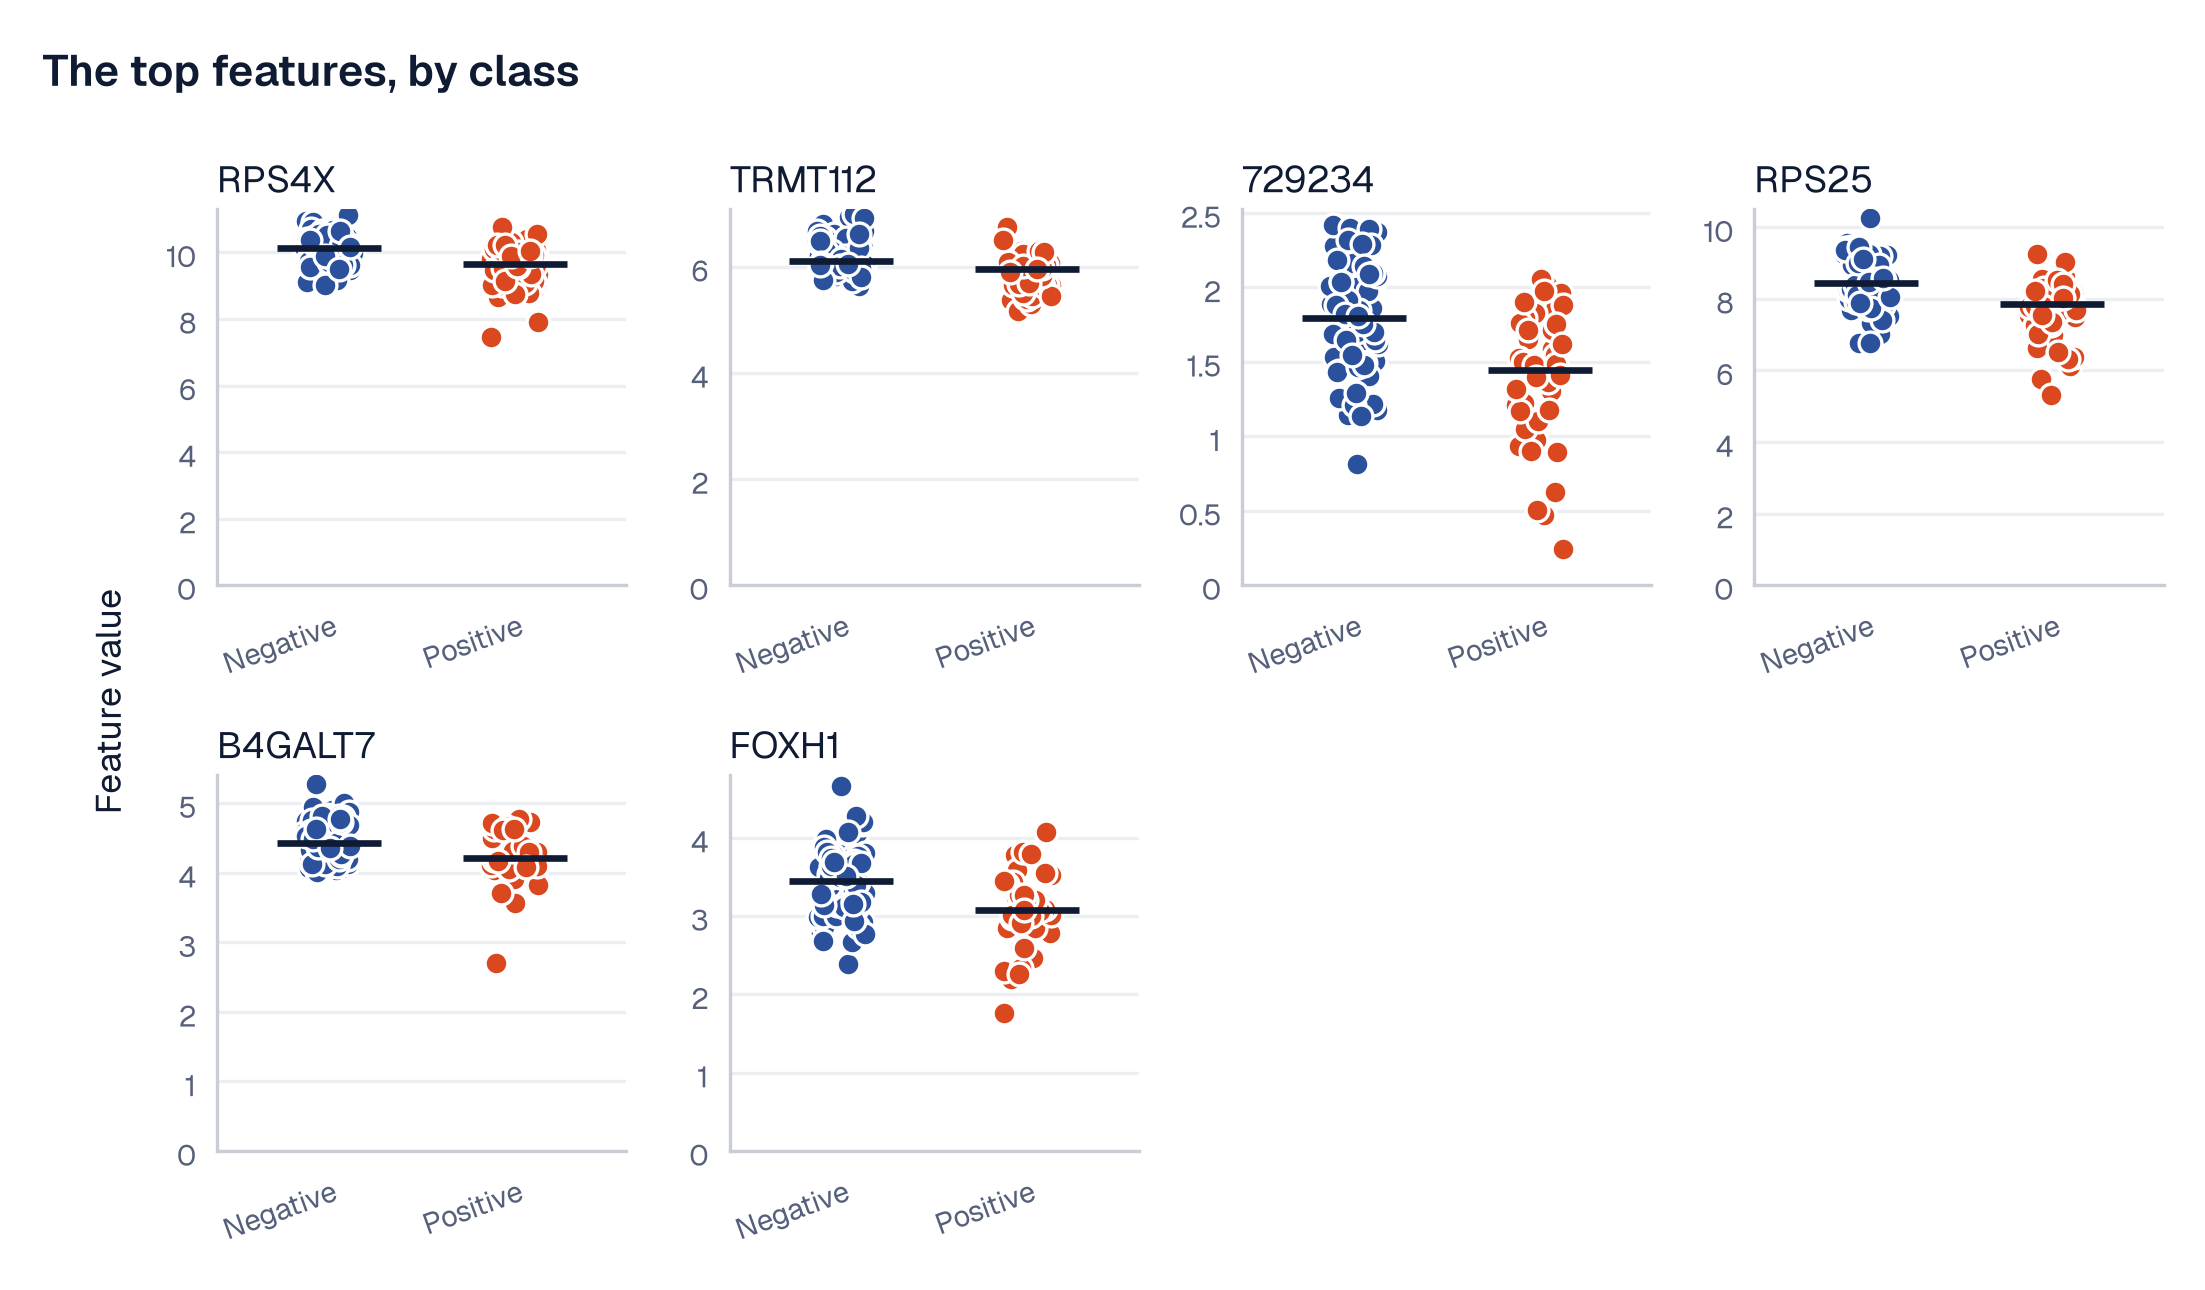 The top features, by class
RPS4X
10
8
6
4
2
0
Negative
Positive
TRMT112
6
4
2
0
Negative
Positive
729234
2.5
2
1.5
1
0.5
0
Negative
Positive
RPS25
10
8
6
4
2
0
Negative
Positive
Feature value
B4GALT7
5
4
3
2
1
0
Negative
Positive
FOXH1
4
3
2
1
0
Negative
Positive